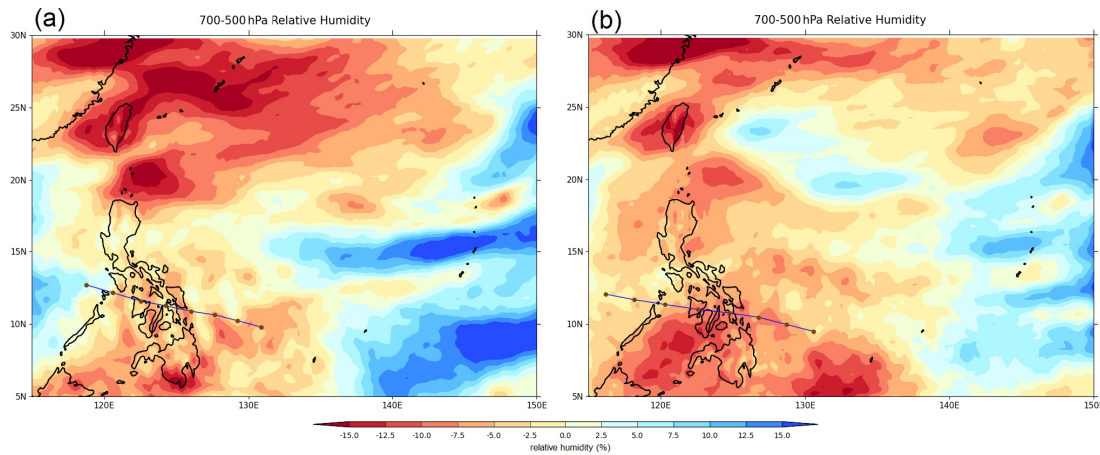 (a)
700-500 hPa Relative Humidity
30N
25N
20N
15N
10N
5N
120E
130E
140E
150E
(b)
700-500 hPa Relative Humidity
30N
25N
20N
15N
10N
5N
120E
130E
140E
150E
-15.0 -12.5 -10.0 -7.5 -5.0 -2.5 0.0 2.5 5.0 7.5 10.0 12.5 15.0
relative humidity (%)